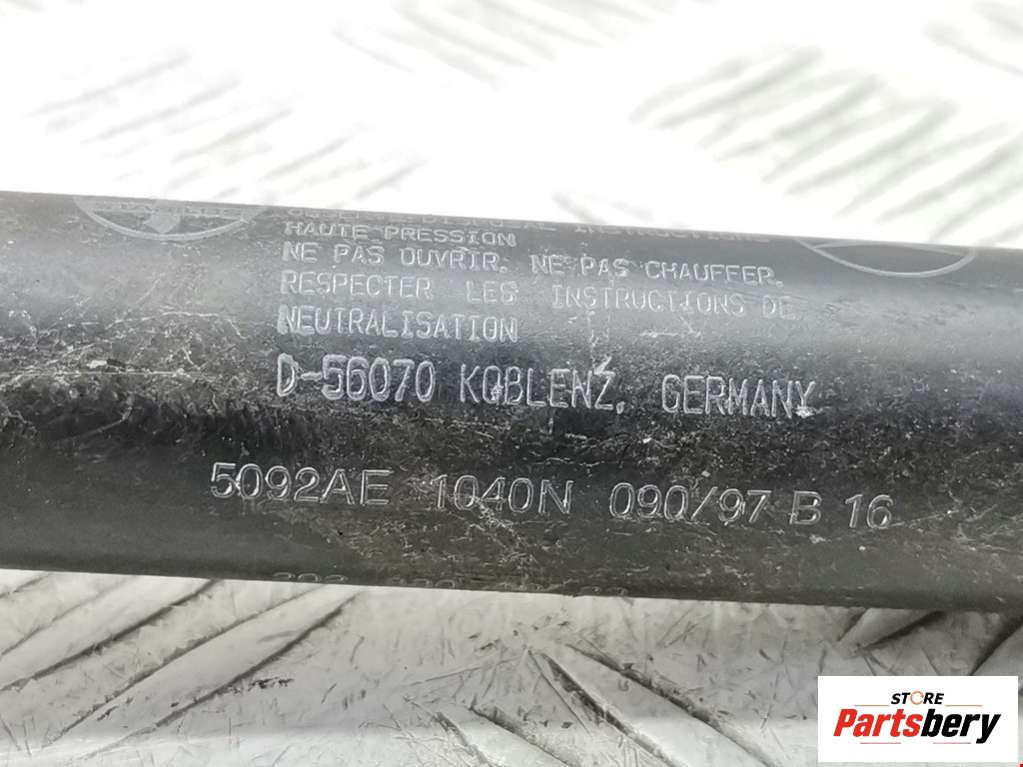 HAUTE PRESSION
NE PAS OUVRIR. NE PAS CHAUFFER.
RESPECTER LES INSTRUCTIONS DE
NEUTRALISATION
D-56070 KOBLENZ, GERMANY
5092AE 1040N 090/97 B 16
STORE
Partsbery